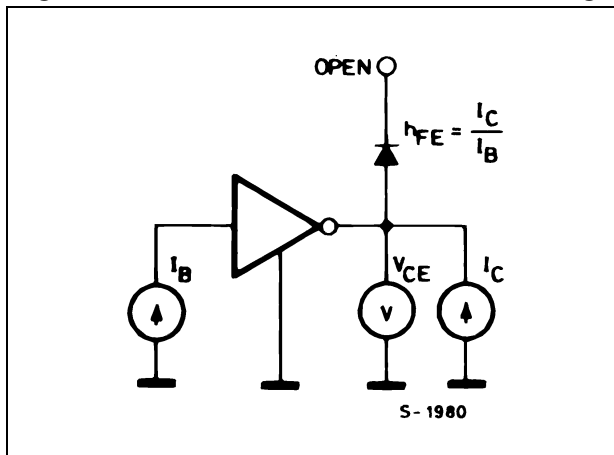 OPEN
hFE = IC
IB
IB
VCE
IC
V
S-1980